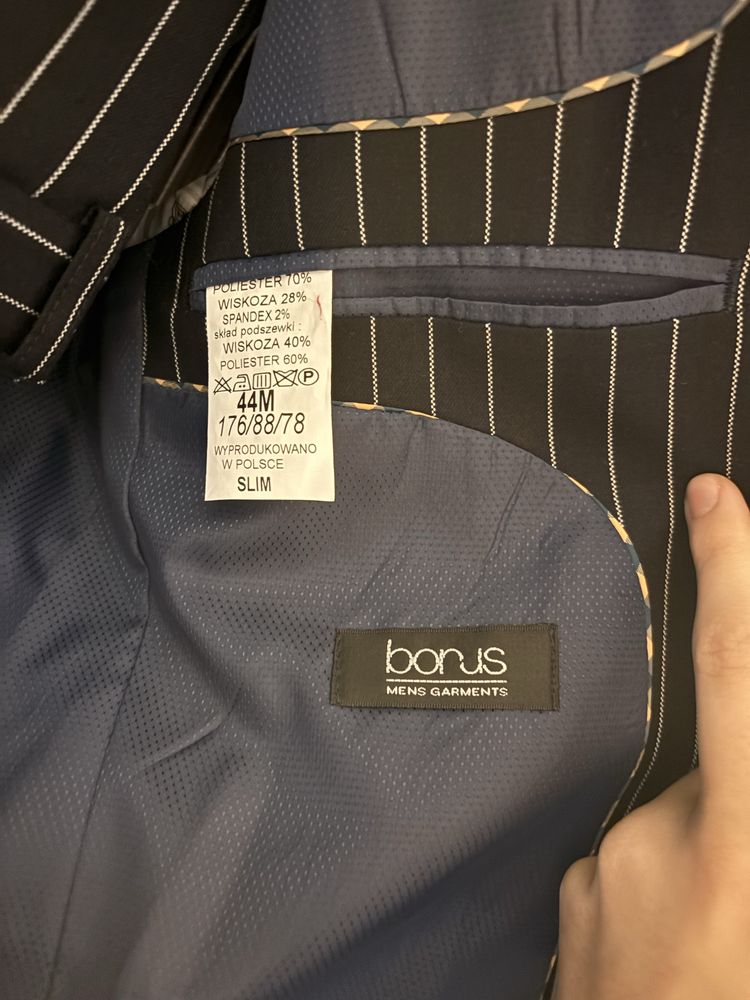 POLIESTER 70%
WISKOZA 28%
SPANDEX 2%
skład podszewki :
WISKOZA 40%
POLIESTER 60%
P
44M
176/88/78
WYPRODUKOWANO
W POLSCE
SLIM
borus
MENS GARMENTS